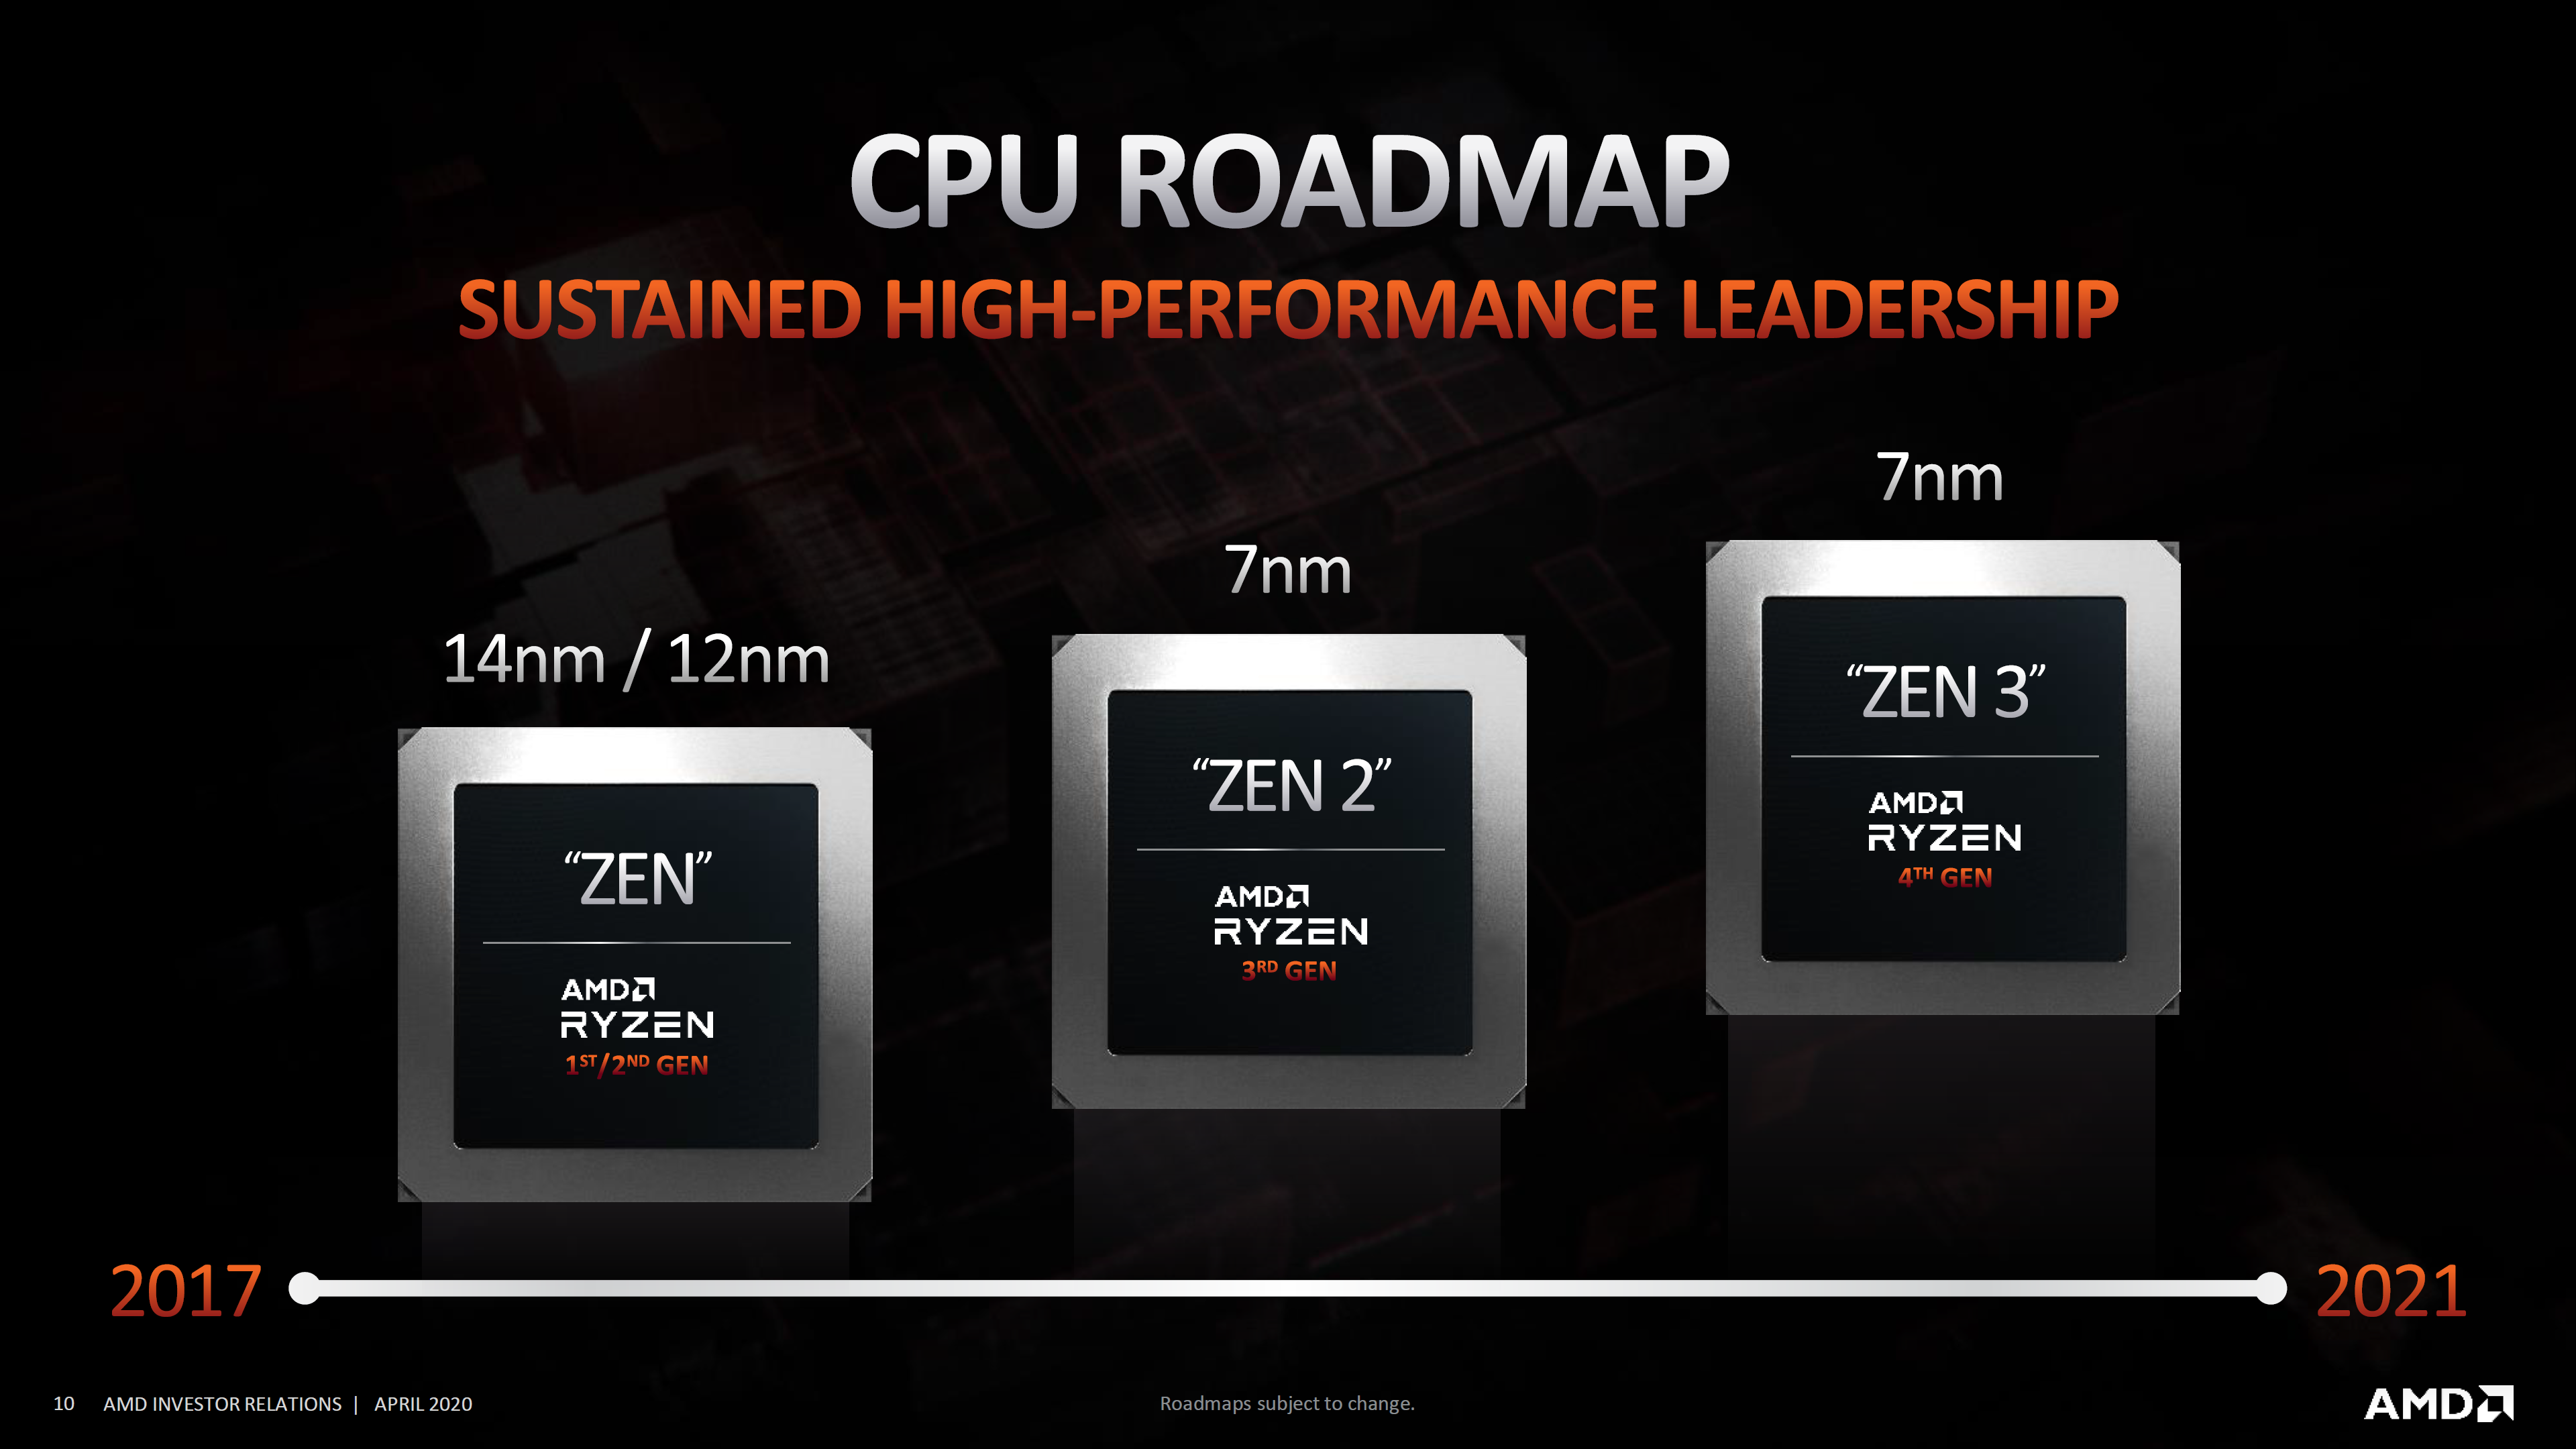 CPU ROADMAP
SUSTAINED HIGH-PERFORMANCE LEADERSHIP
14nm / 12nm
“ZEN”
AMD
RYZEN
1ST/2ND GEN
7nm
“ZEN 2”
AMD
RYZEN
3RD GEN
7nm
“ZEN 3”
AMD
RYZEN
4TH GEN
2017
2021
10 AMD INVESTOR RELATIONS | APRIL 2020
Roadmaps subject to change.
AMD